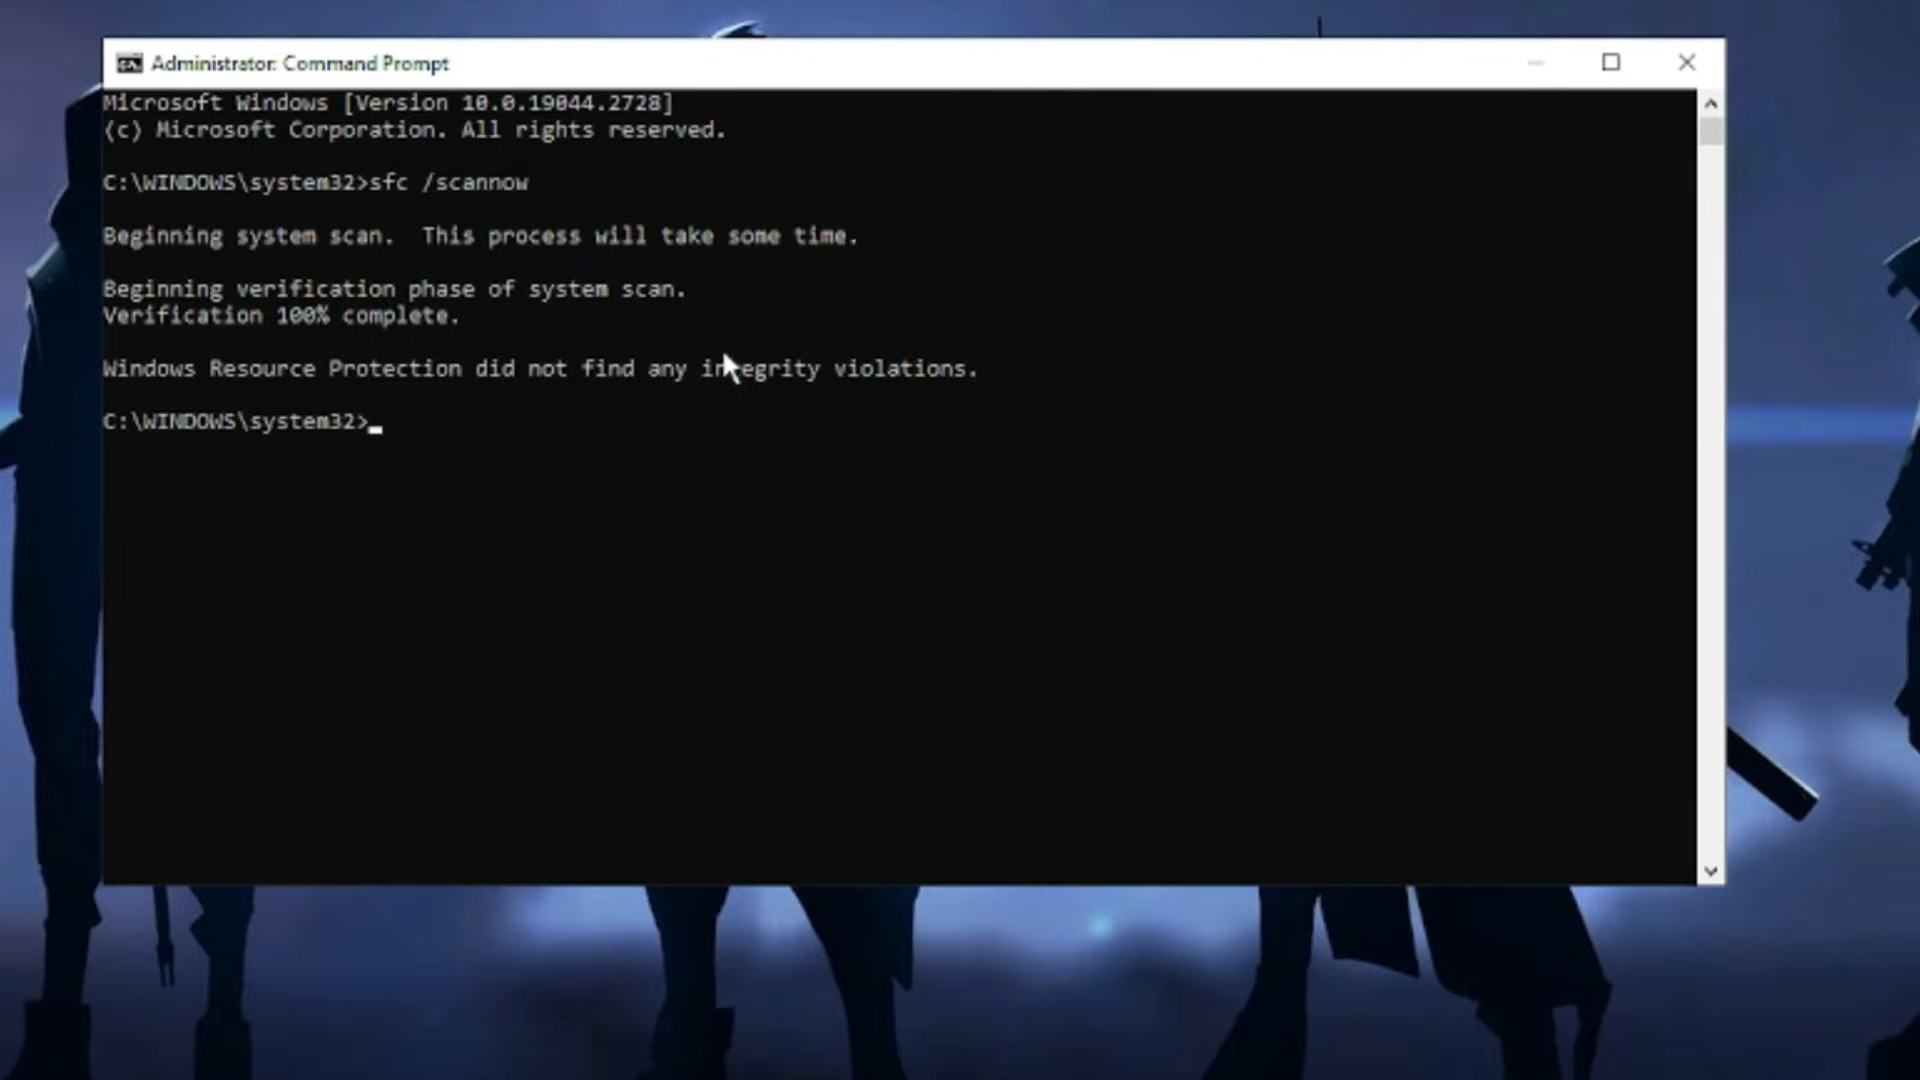 Administrator: Command Prompt
Microsoft Windows [Version 10.0.19044.2728]
(c) Microsoft Corporation. All rights reserved.
C:\WINDOWS\system32>sfc /scannow
Beginning system scan.  This process will take some time.
Beginning verification phase of system scan.
Verification 100% complete.
Windows Resource Protection did not find any integrity violations.
C:\WINDOWS\system32>